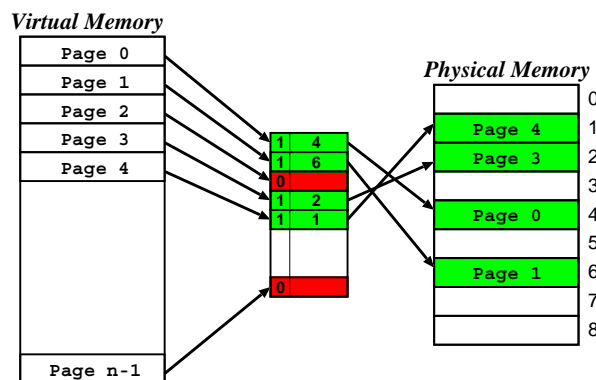 Virtual Memory
Page 0
Page 1
Page 2
Page 3
Page 4
Page n-1
1 4
1 6
0
1 2
1 1
0
Physical Memory
0
Page 4 1
Page 3 2
3
Page 0 4
5
Page 1 6
7
8